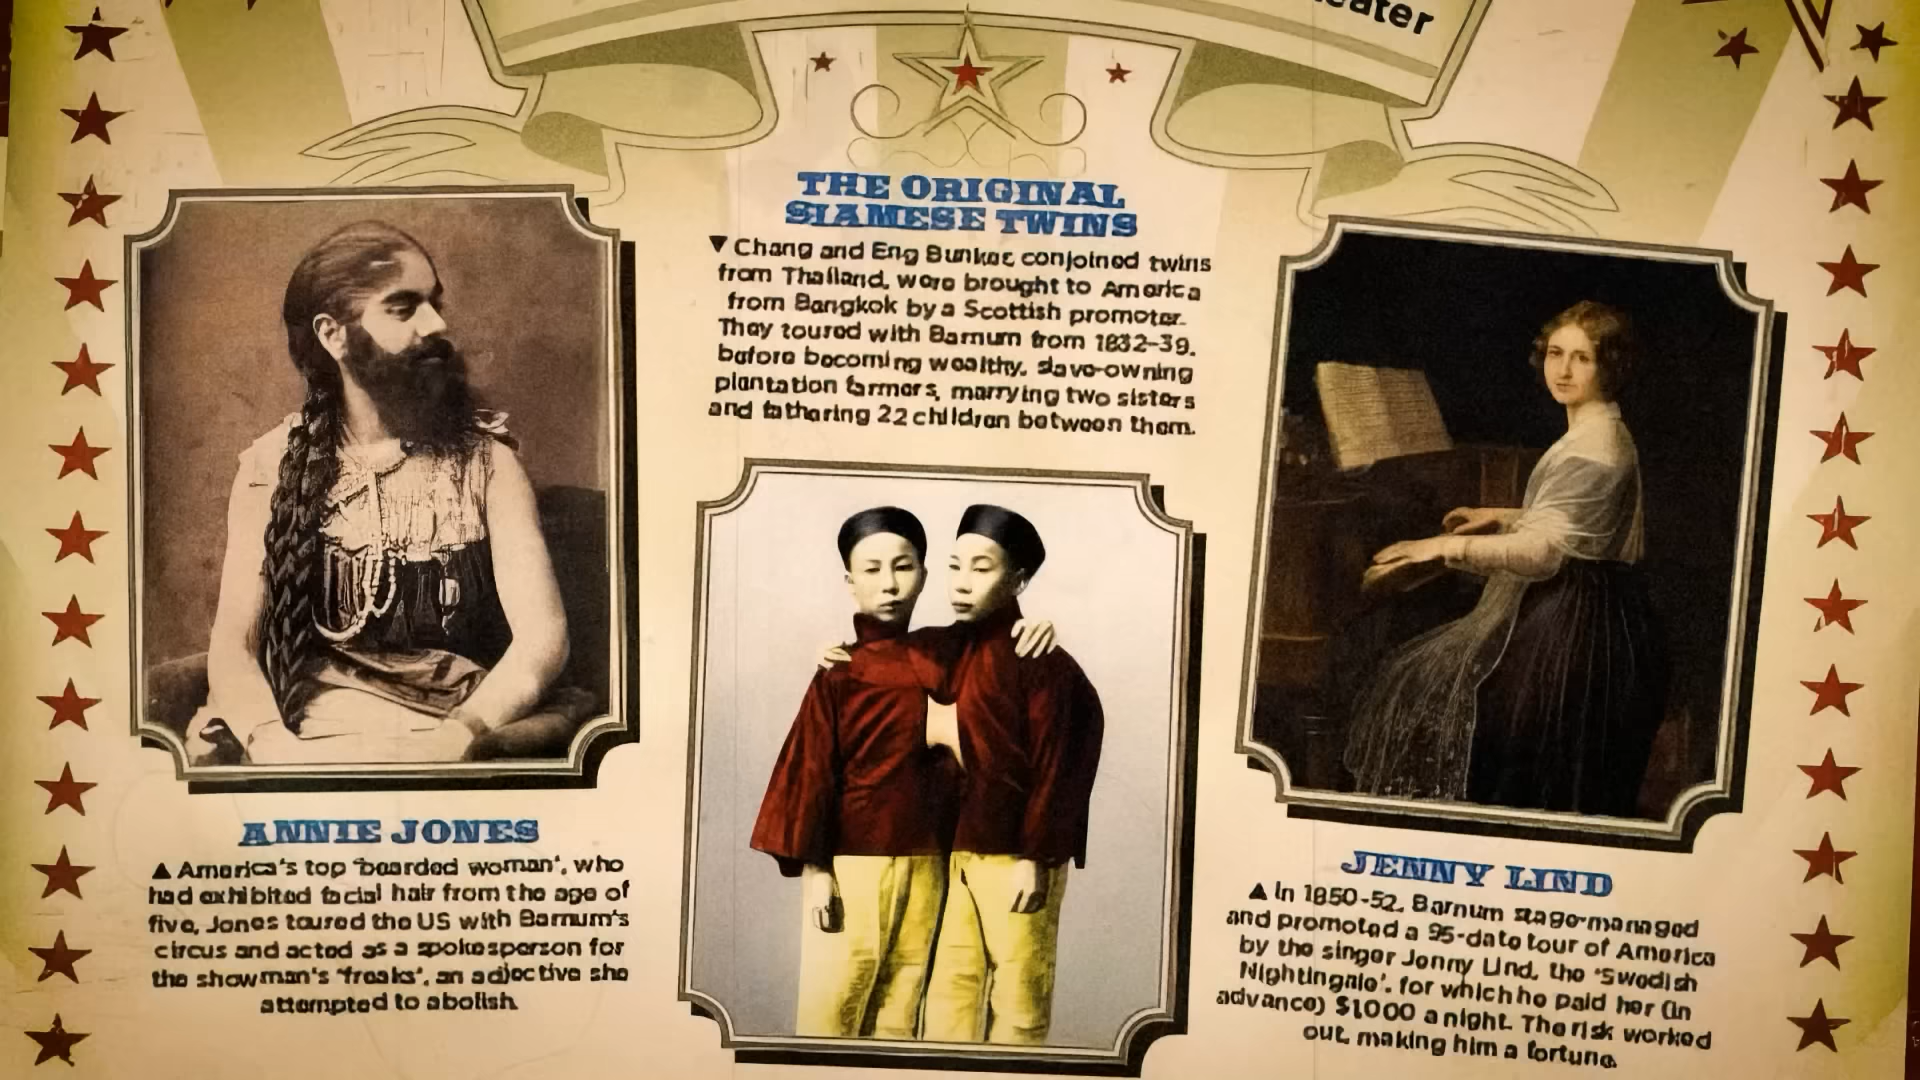 eater
THE ORIGINAL
SIAMESE TWINS
▼ Chang and Eng Bunker, conjoined twins
from Thailand, were brought to America
from Bangkok by a Scottish promoter.
They toured with Barnum from 1832-39,
before becoming wealthy, slave-owning
plantation farmers, marrying two sisters
and fathering 22 children between them.
ANNIE JONES
▲ America's top 'bearded woman', who
had exhibited facial hair from the age of
five, Jones toured the US with Barnum's
circus and acted as a spokesperson for
the showman's 'freaks', an adjective she
attempted to abolish.
JENNY LIND
▲ In 1850-52, Barnum stage-managed
and promoted a 95-date tour of America
by the singer Jenny Lind, the 'Swedish
Nightingale', for which he paid her (in
advance) $1000 a night. The risk worked
out, making him a fortune.